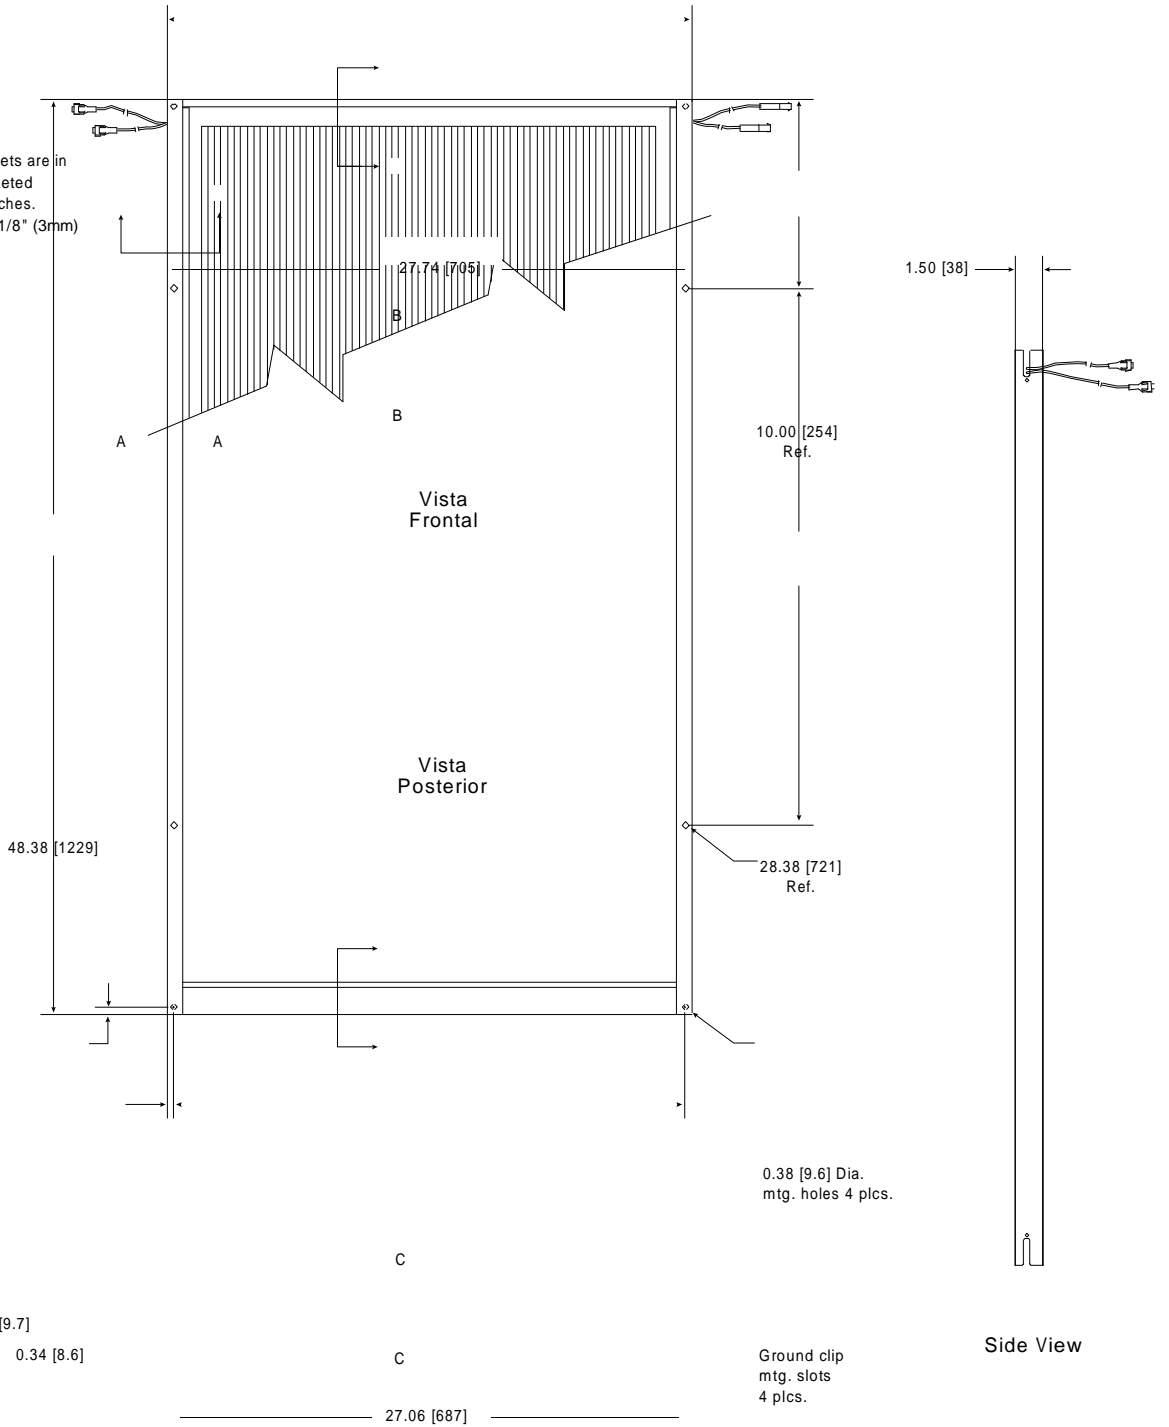 ets are in
eted
ches.
1/8" (3mm)
27.74 [705]
1.50 [38]
B
B
A
A
10.00 [254]
Ref.
Vista
Frontal
Vista
Posterior
48.38 [1229]
28.38 [721]
Ref.
0.38 [9.6] Dia.
mtg. holes 4 plcs.
C
[9.7]
0.34 [8.6]
C
Side View
Ground clip
mtg. slots
4 plcs.
27.06 [687]